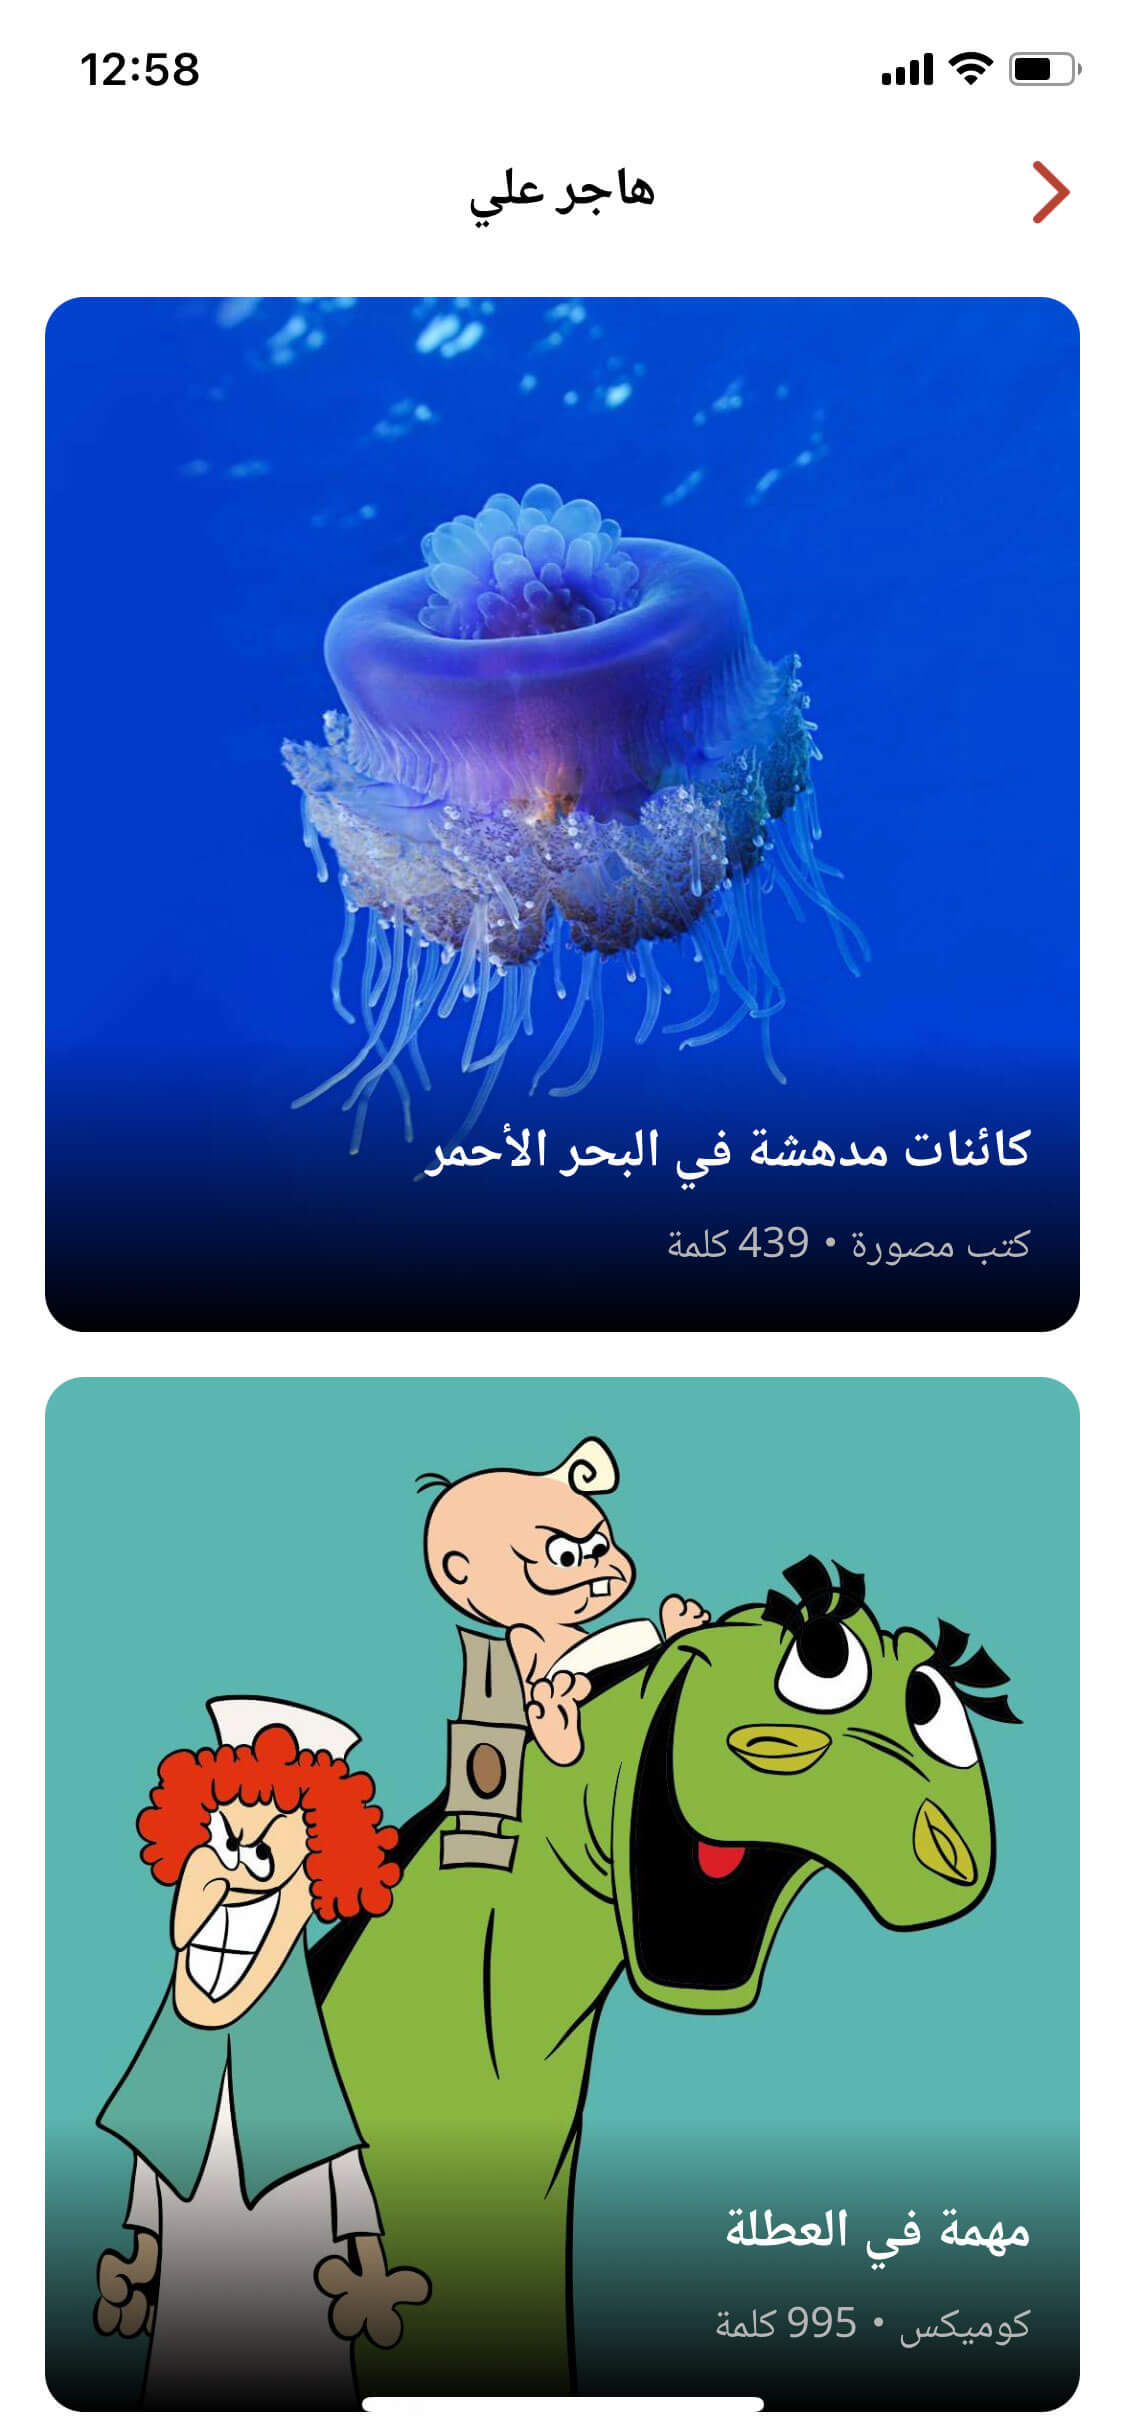 12:58
هاجر علي
كائنات مدهشة في البحر الأحمر
كتب مصورة • 439 كلمة
مهمة في العطلة
كوميكس • 995 كلمة